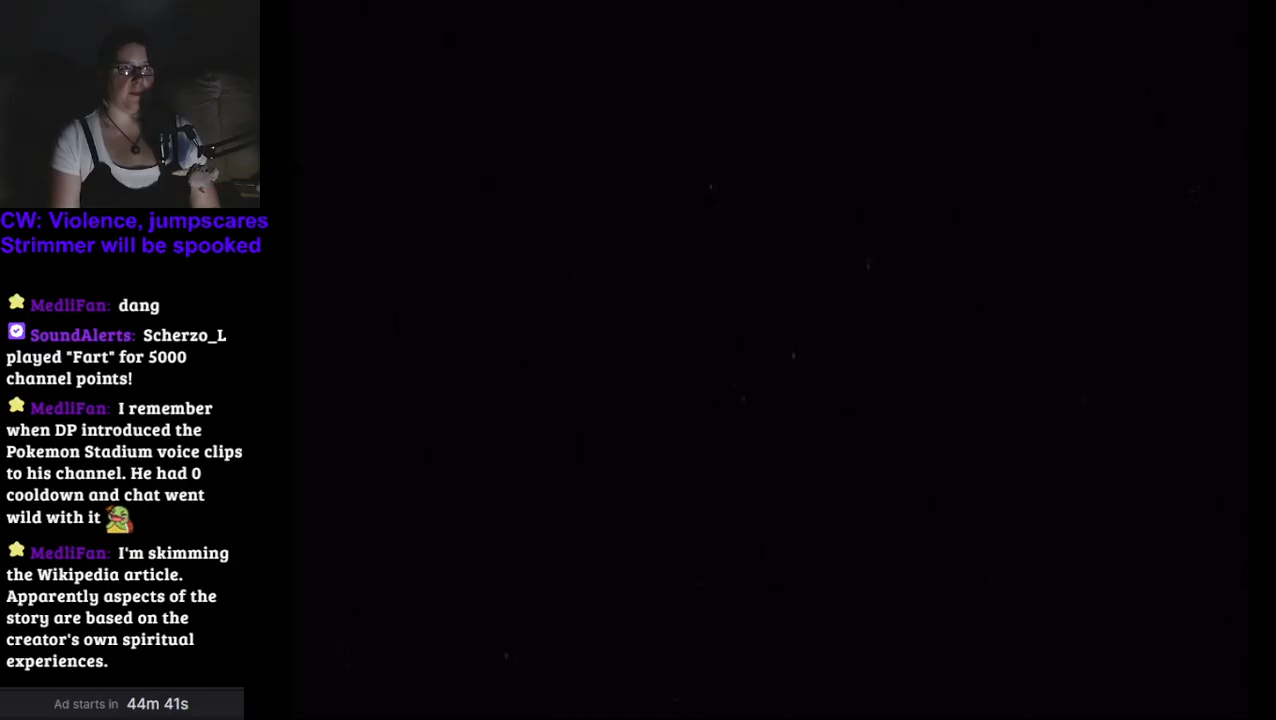 CW: Violence, jumpscares
Strimmer will be spooked
MedliFan: dang
SoundAlerts: Scherzo_L
played "Fart" for 5000
channel points!
MedliFan: I remember
when DP introduced the
Pokemon Stadium voice clips
to his channel. He had 0
cooldown and chat went
wild with it
MedliFan: I'm skimming
the Wikipedia article.
Apparently aspects of the
story are based on the
creator's own spiritual
experiences.
Ad starts in 44m 41s